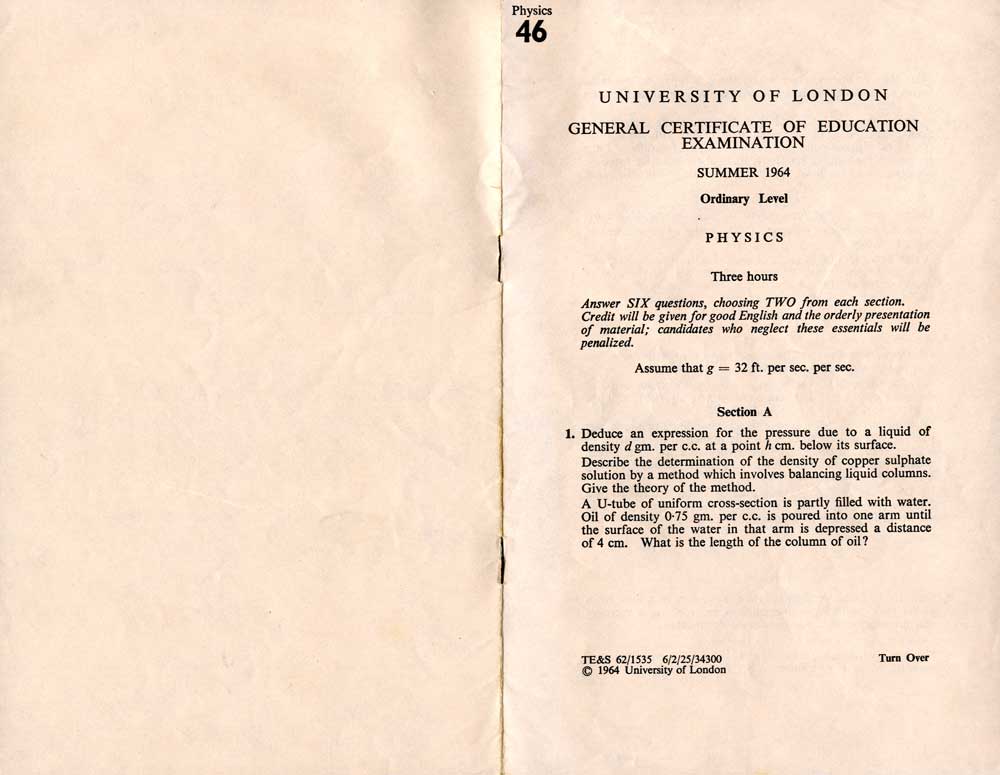 Physics
46
UNIVERSITY OF LONDON
GENERAL CERTIFICATE OF EDUCATION
EXAMINATION
SUMMER 1964
Ordinary Level
PHYSICS
Three hours
Answer SIX questions, choosing TWO from each section.
Credit will be given for good English and the orderly presentation
of material; candidates who neglect these essentials will be
penalized.
Assume that g = 32 ft. per sec. per sec.
Section A
1. Deduce an expression for the pressure due to a liquid of
density d gm. per c.c. at a point h cm. below its surface.
Describe the determination of the density of copper sulphate
solution by a method which involves balancing liquid columns.
Give the theory of the method.
A U-tube of uniform cross-section is partly filled with water.
Oil of density 0·75 gm. per c.c. is poured into one arm until
the surface of the water in that arm is depressed a distance
of 4 cm. What is the length of the column of oil?
TE&S 62/1535 6/2/25/34300
© 1964 University of London
Turn Over